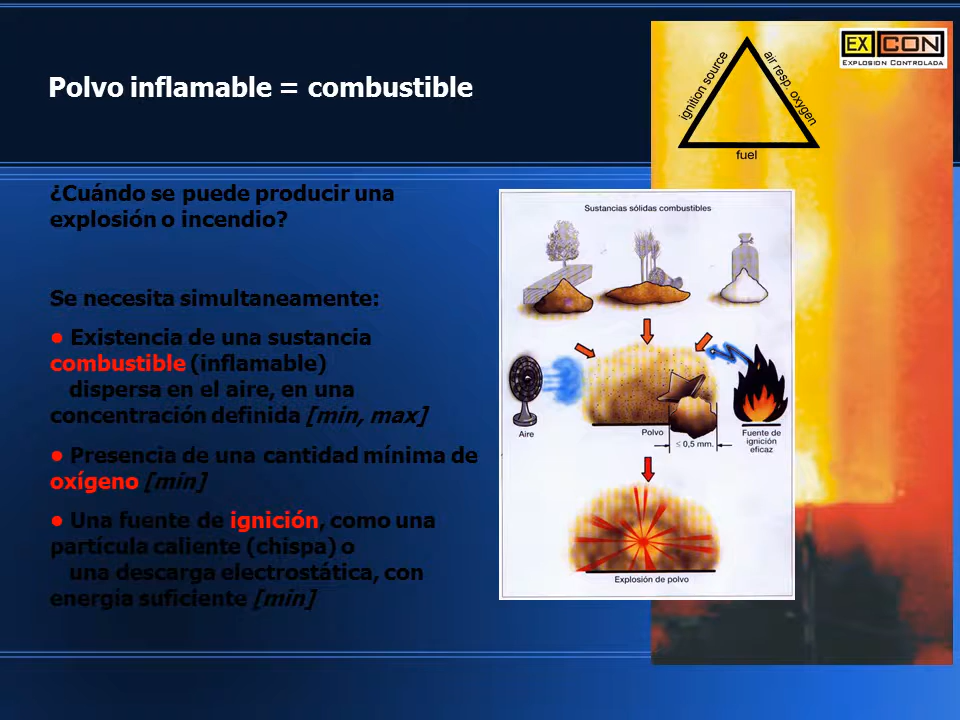 Polvo inflamable = combustible
EX CON
EXPLOSION CONTROLADA
ignition source
air resp. oxygen
fuel
¿Cuándo se puede producir una
explosión o incendio?
Se necesita simultaneamente:
● Existencia de una sustancia
combustible (inflamable)
dispersa en el aire, en una
concentración definida [min, max]
● Presencia de una cantidad mínima de
oxígeno [min]
● Una fuente de ignición, como una
partícula caliente (chispa) o
una descarga electrostática, con
energia suficiente [min]
Sustancias sólidas combustibles
Aire
Polvo
≤ 0,5 mm.
Fuente de
ignición
eficaz
Explosión de polvo